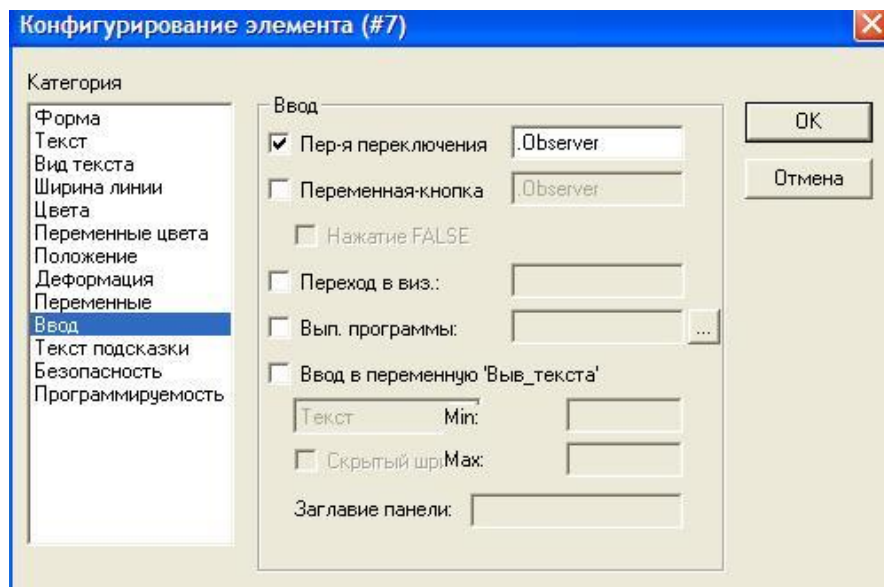 Конфигурирование элемента (#7)
Категория
Форма
Текст
Вид текста
Ширина линии
Цвета
Переменные цвета
Положение
Деформация
Переменные
Ввод
Текст подсказки
Безопасность
Программируемость
Ввод
Пер-я переключения .Observer
Переменная-кнопка .Observer
Нажатие FALSE
Переход в виз.:
Вып. программы: ...
Ввод в переменную 'Выв_текста'
Текст Min:
Скрытый шри Max:
Заглавие панели:
OK
Отмена